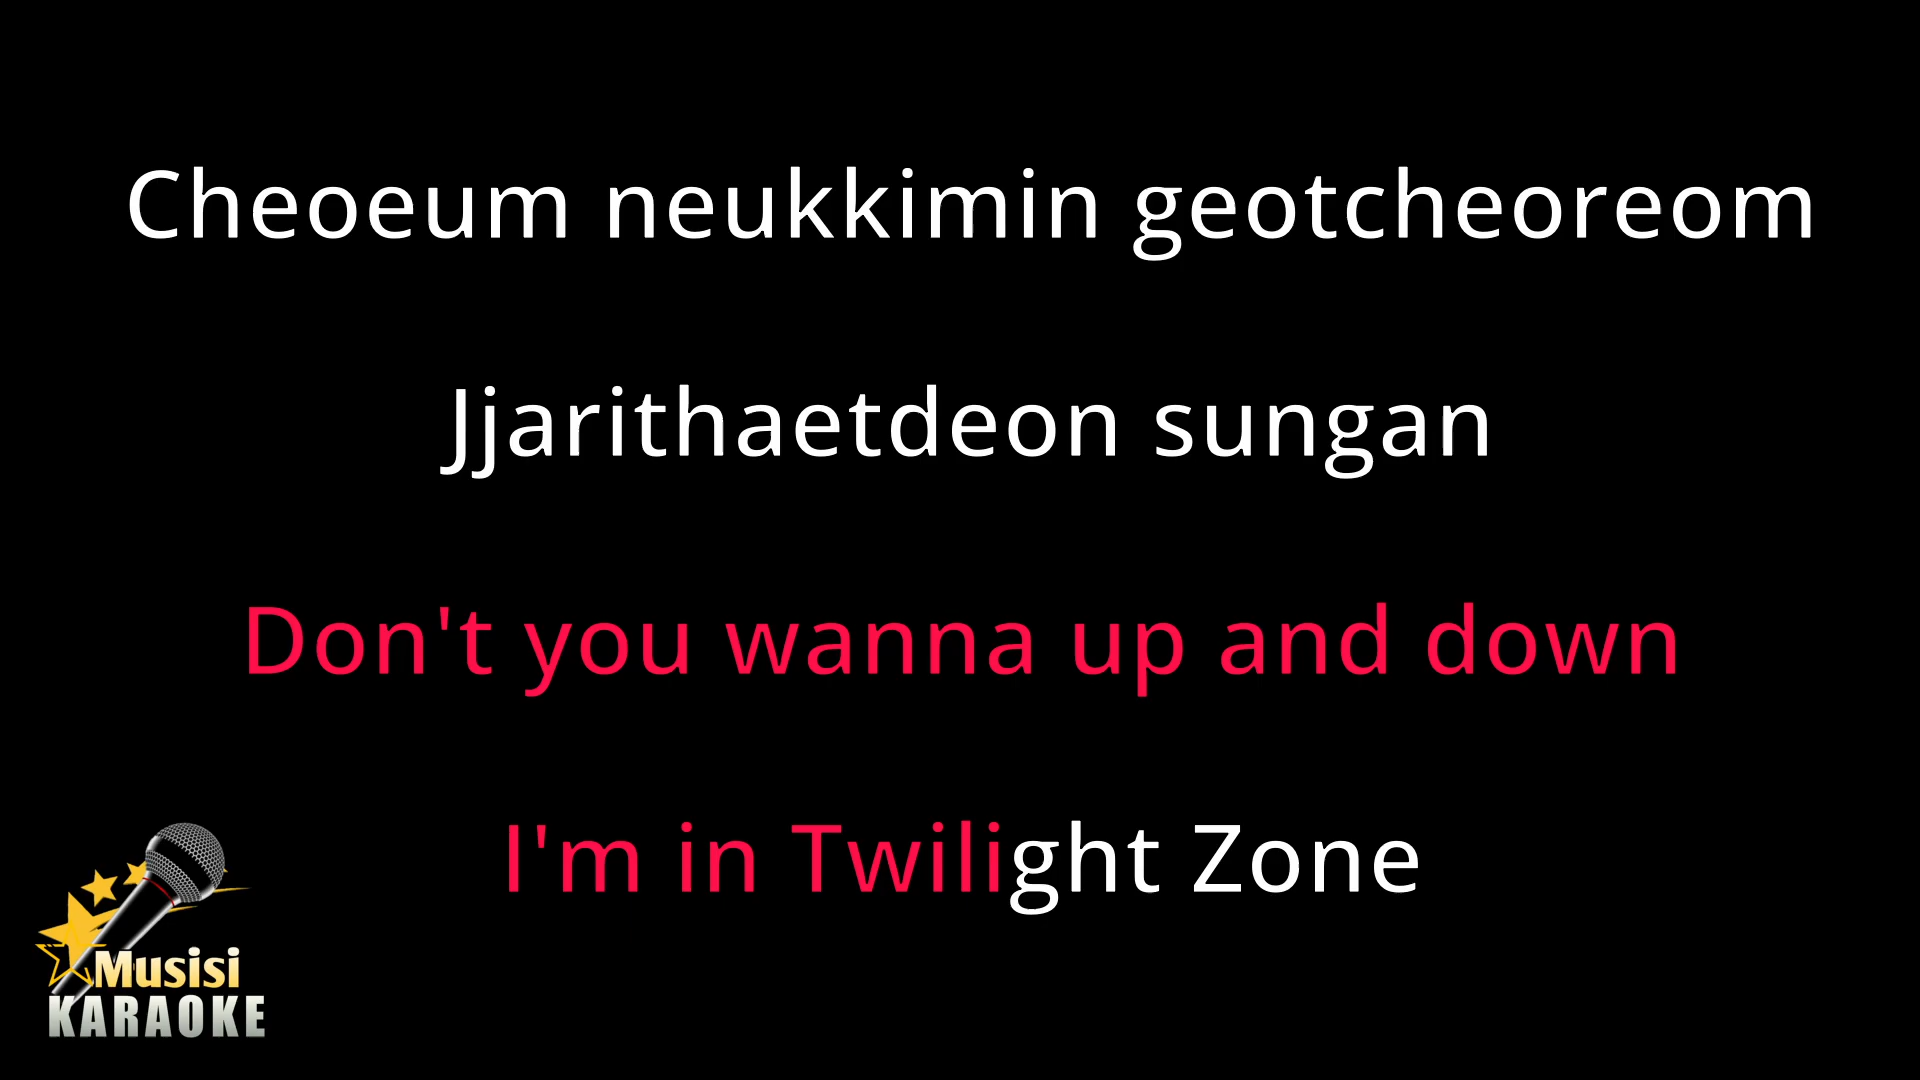 Cheoeum neukkimin geotcheoreom
Jjarithaetdeon sungan
Don't you wanna up and down
I'm in Twilight Zone
Musisi
KARAOKE